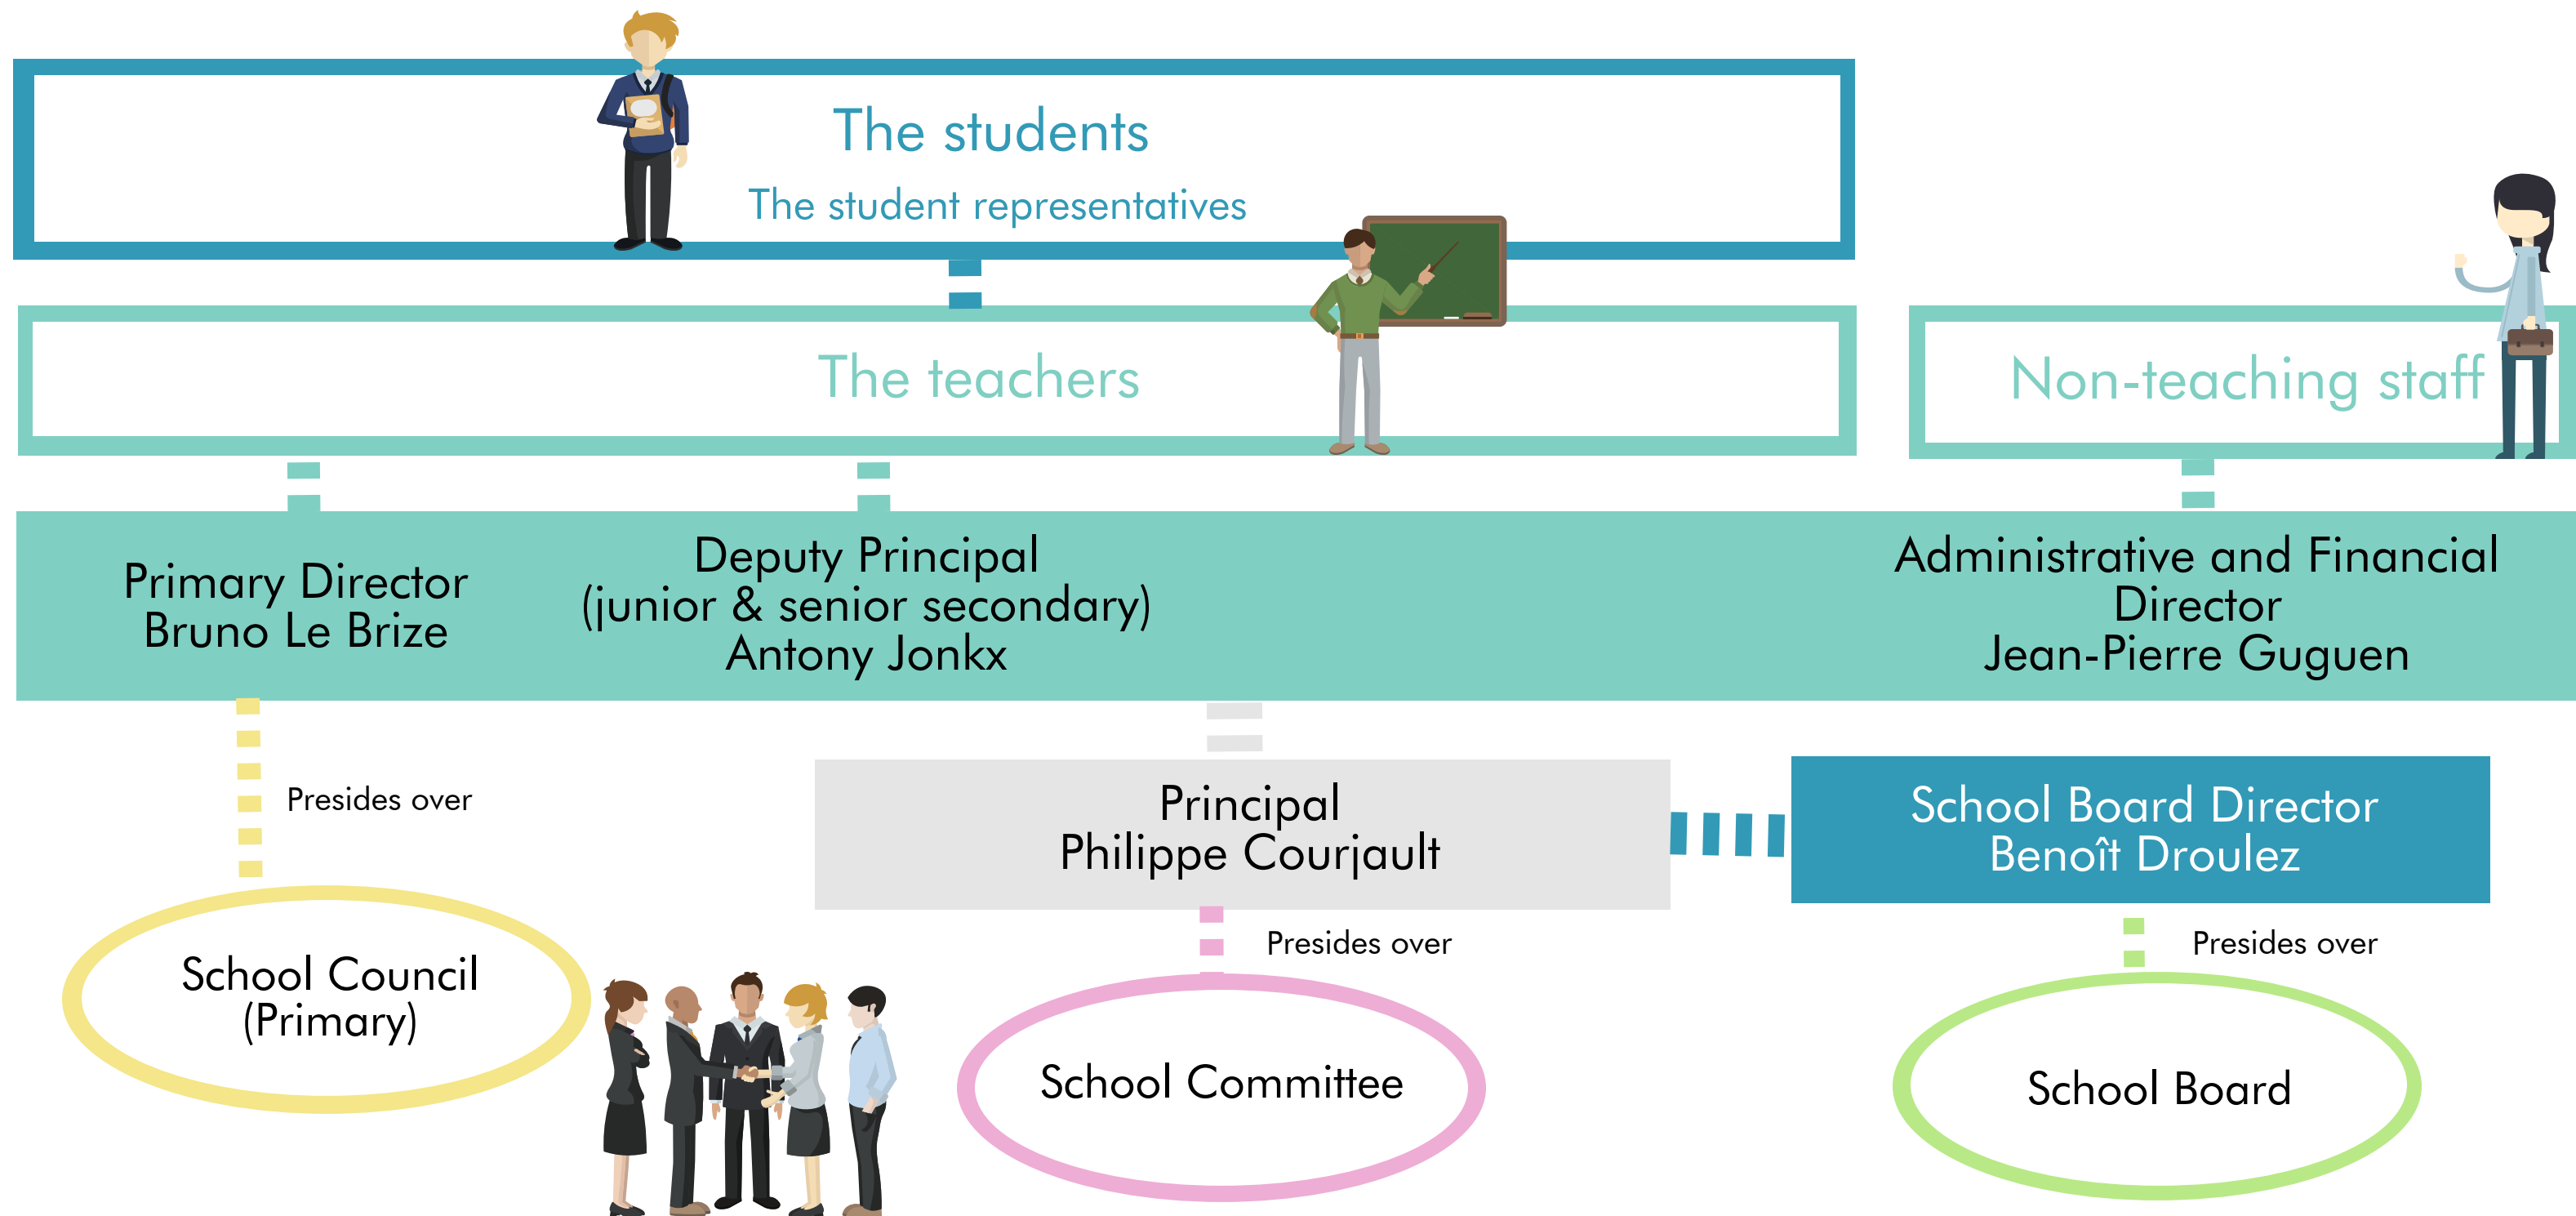 The students
The student representatives
The teachers
Non-teaching staff
Primary Director
Bruno Le Brize
Deputy Principal
(junior & senior secondary)
Antony Jonkx
Administrative and Financial
Director
Jean-Pierre Guguen
Presides over
Principal
Philippe Courjault
School Board Director
Benoît Droulez
Presides over
Presides over
School Council
(Primary)
School Committee
School Board